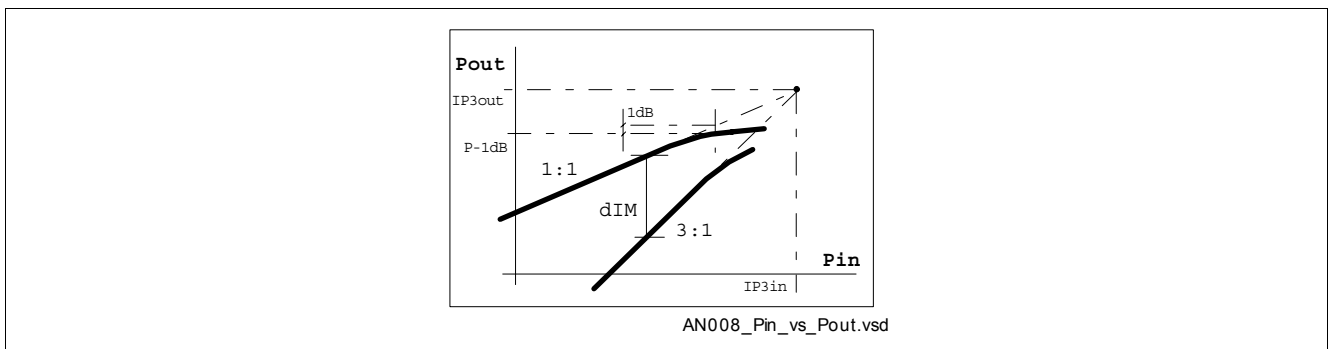 Pout
IP3out
1dB
P-1dB
1:1
dIM
3:1
Pin
IP3in
AN008_Pin_vs_Pout.vsd